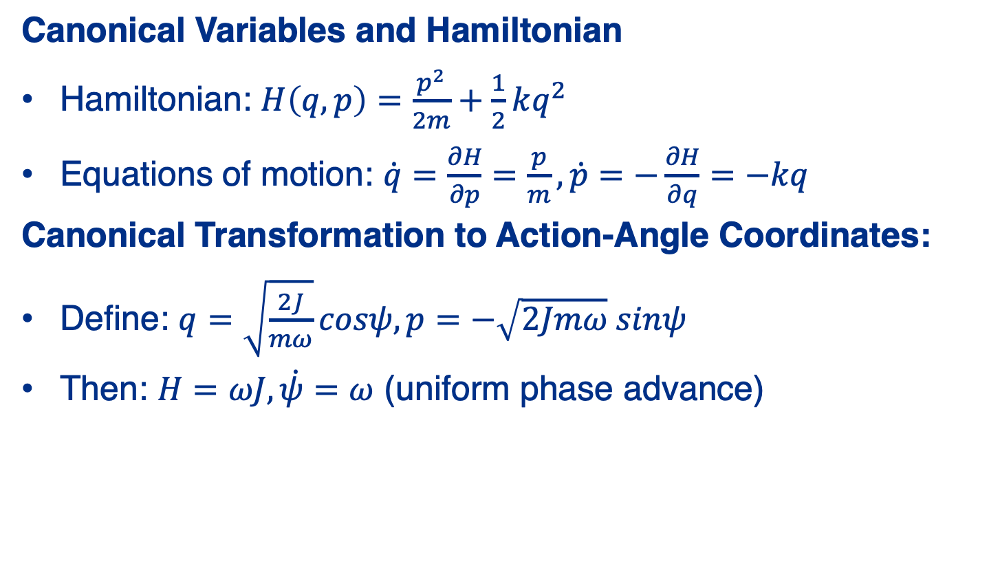 Canonical Variables and Hamiltonian
• Hamiltonian: $H(q,p) = \frac{p^2}{2m} + \frac{1}{2}kq^2$
• Equations of motion: $\dot{q} = \frac{\partial H}{\partial p} = \frac{p}{m}, \dot{p} = -\frac{\partial H}{\partial q} = -kq$
Canonical Transformation to Action-Angle Coordinates:
• Define: $q = \sqrt{\frac{2J}{m\omega}} cos\psi, p = -\sqrt{2Jm\omega} \, sin\psi$
• Then: $H = \omega J, \dot{\psi} = \omega$ (uniform phase advance)